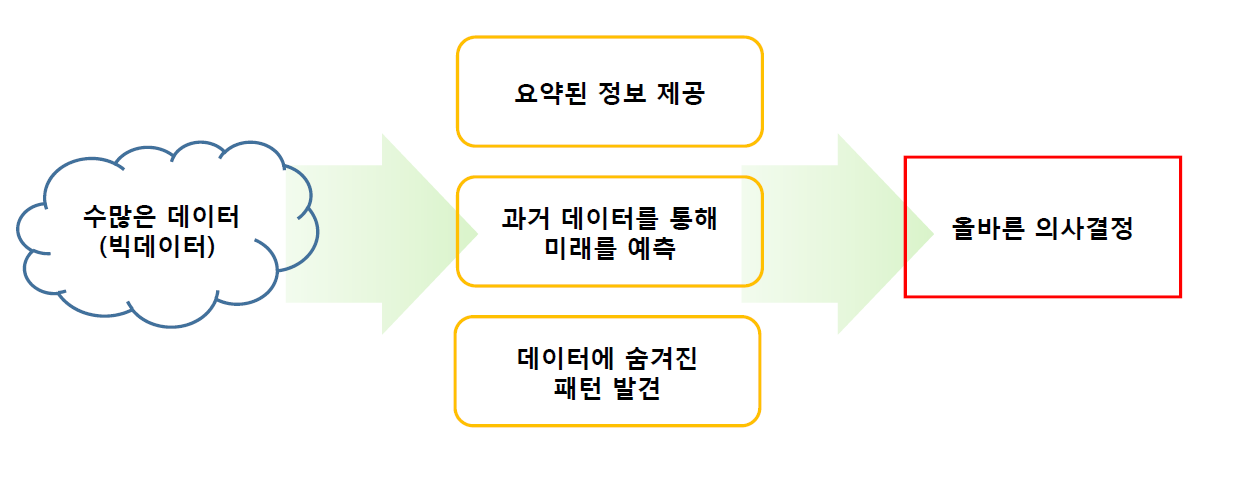 요약된 정보 제공
수많은 데이터
(빅데이터)
과거 데이터를 통해
미래를 예측
올바른 의사결정
데이터에 숨겨진
패턴 발견